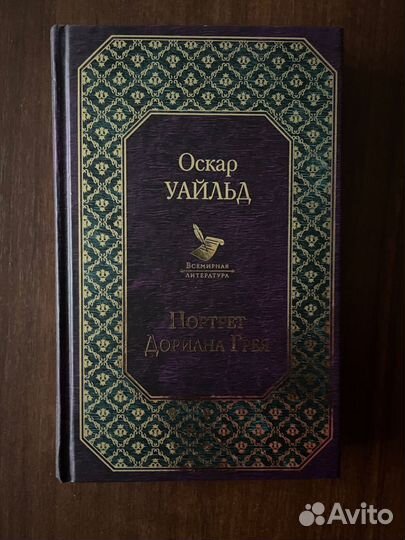 Оскар
УАЙЛЬД
Всемирная
литература
Портрет
Дориана Грея
Avito